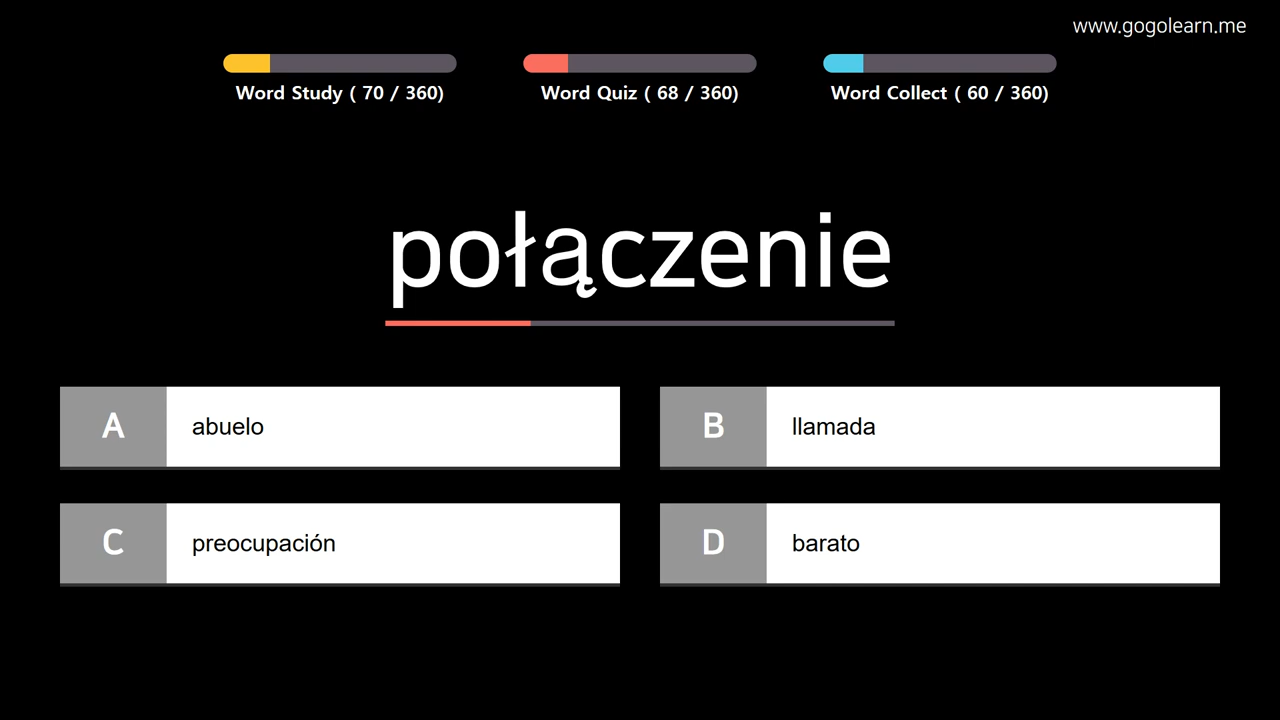 www.gogolearn.me
Word Study ( 70 / 360)
Word Quiz ( 68 / 360)
Word Collect ( 60 / 360)
połączenie
A abuelo
B llamada
C preocupación
D barato